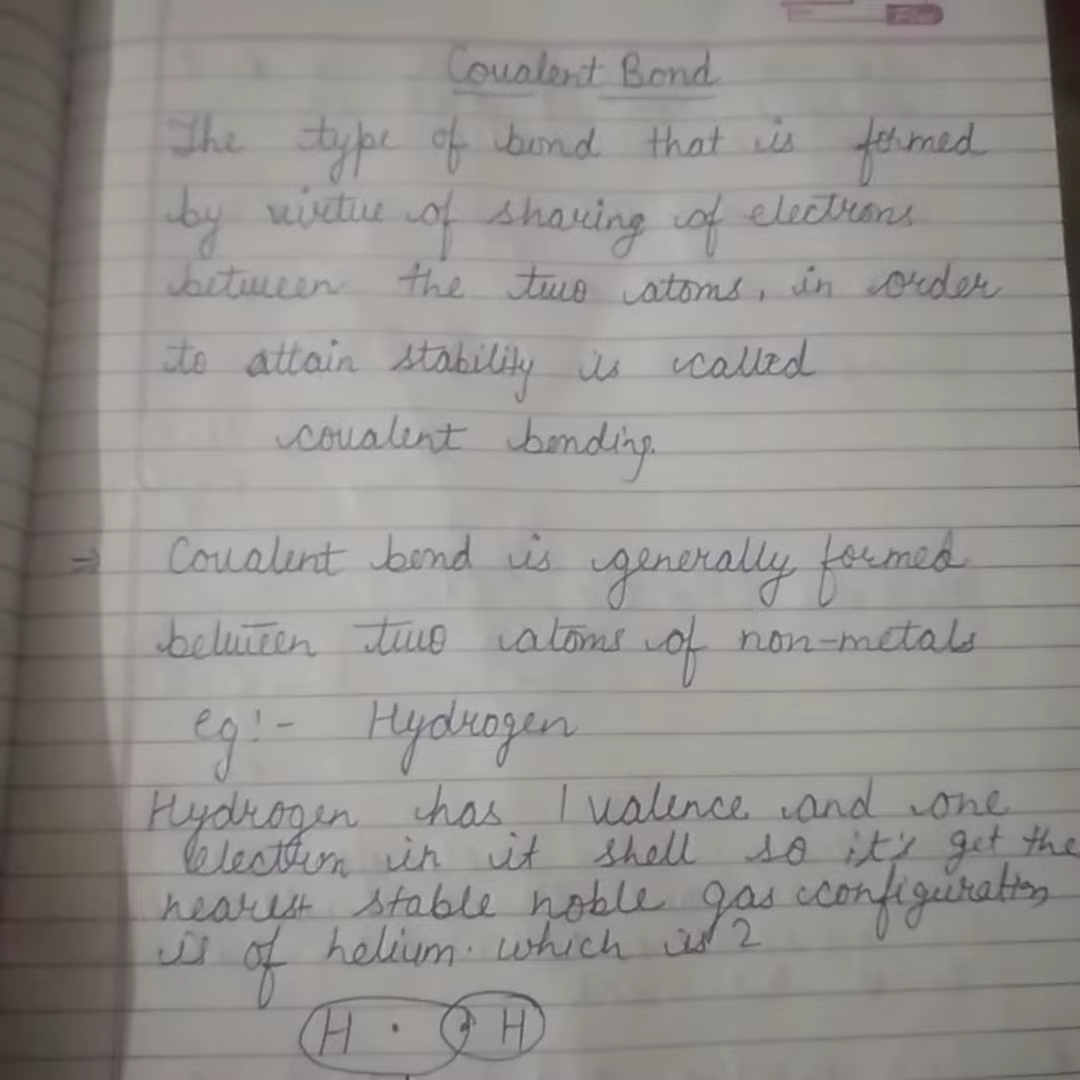 Covalent Bond
The type of bond that is formed
by virtue of sharing of electrons
between the two atoms, in order
to attain stability is called
covalent bonding.
⇒ Covalent bond is generally formed
between two atoms of non-metals
eg:- Hydrogen
Hydrogen has 1 valence and one
electron in it shell so it's get the
nearest stable noble gas configuration
is of helium. which is 2
H · H